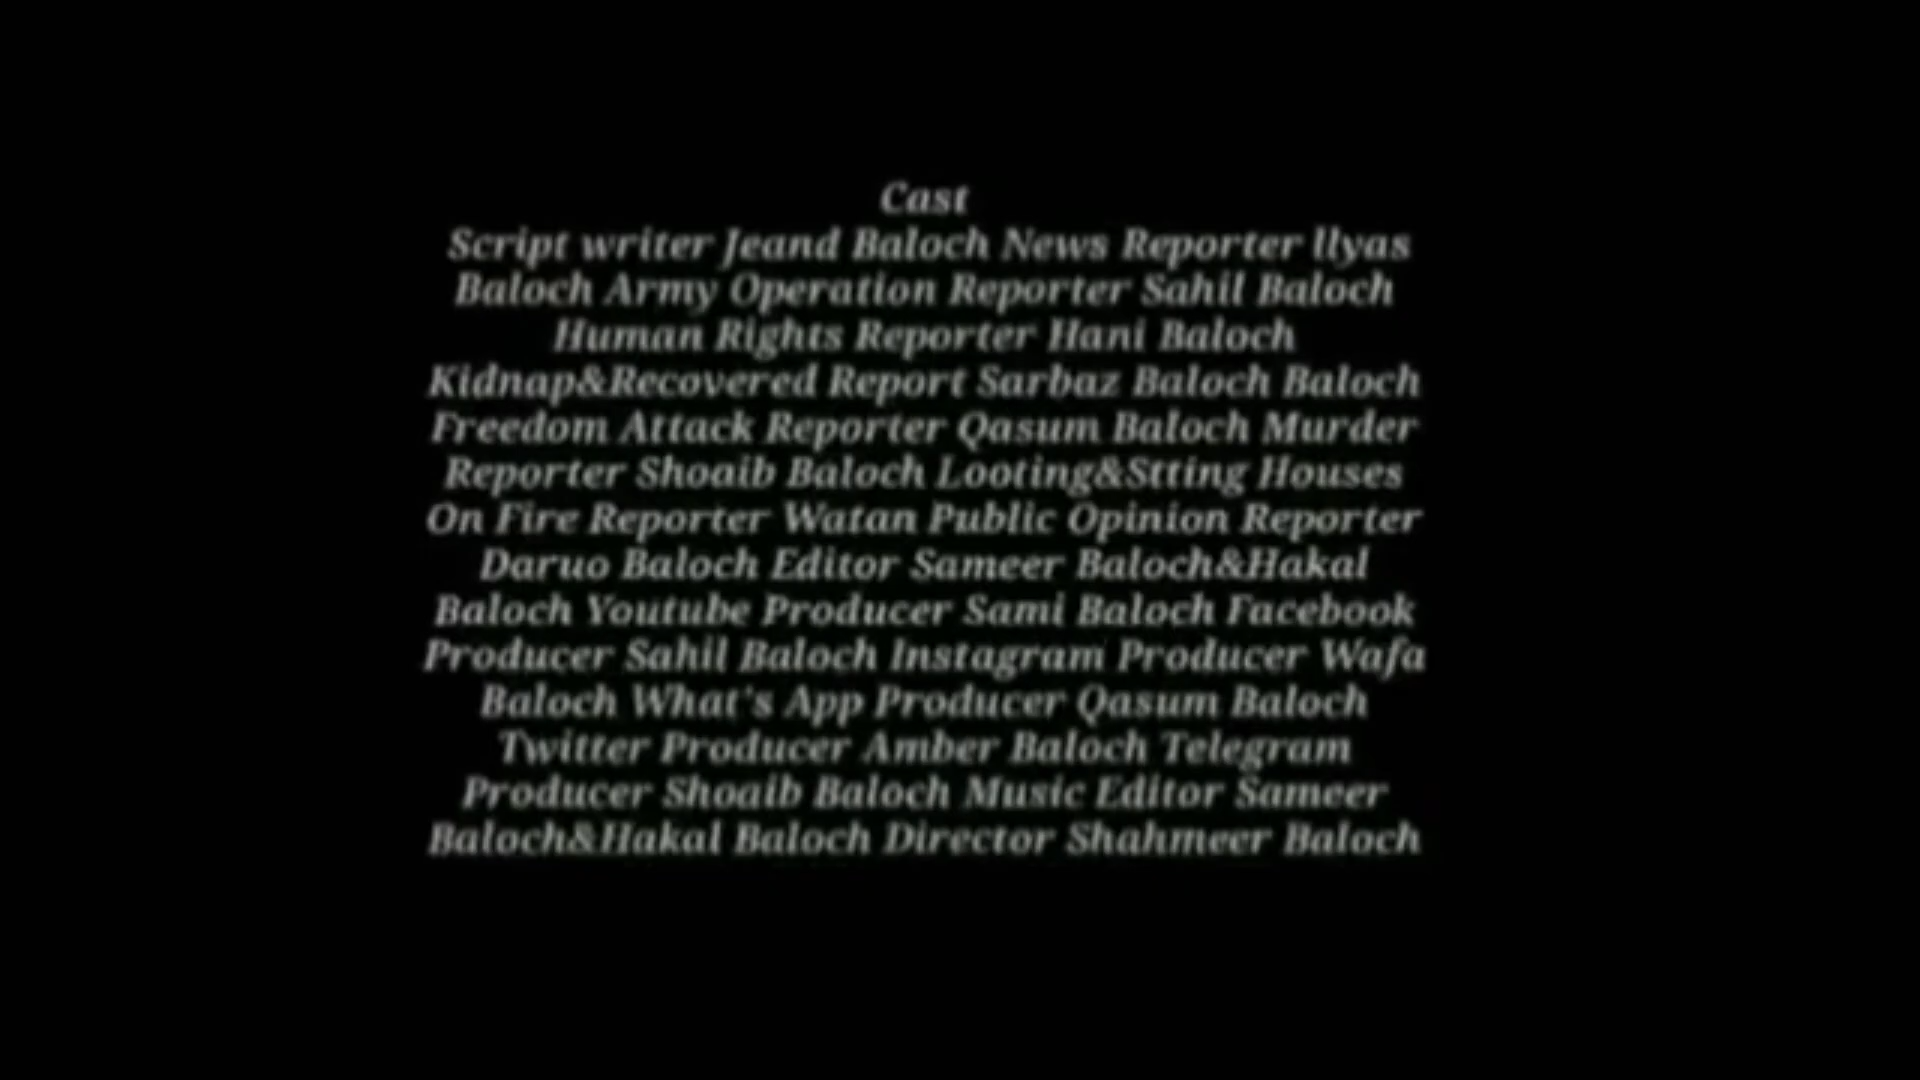 Cast
Script writer Jeand Baloch News Reporter llyas
Baloch Army Operation Reporter Sahil Baloch
Human Rights Reporter Hani Baloch
Kidnap&Recovered Report Sarbaz Baloch Baloch
Freedom Attack Reporter Qasum Baloch Murder
Reporter Shoaib Baloch Looting&Stting Houses
On Fire Reporter Watan Public Opinion Reporter
Daruo Baloch Editor Sameer Baloch&Hakal
Baloch Youtube Producer Sami Baloch Facebook
Producer Sahil Baloch Instagram Producer Wafa
Baloch What's App Producer Qasum Baloch
Twitter Producer Amber Baloch Telegram
Producer Shoaib Baloch Music Editor Sameer
Baloch&Hakal Baloch Director Shahmeer Baloch